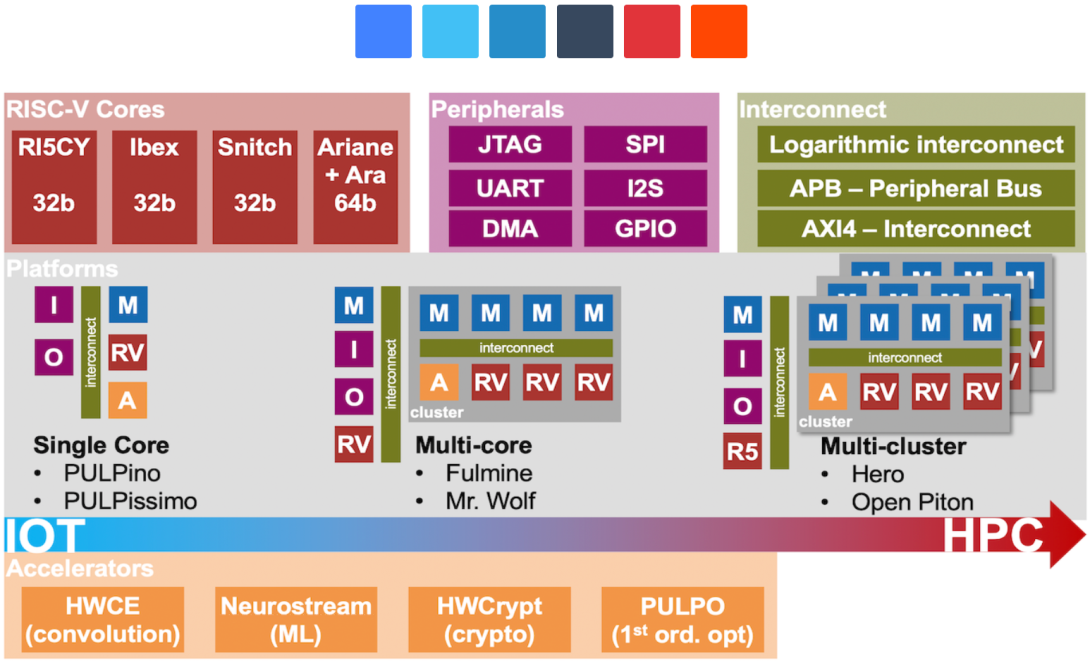 RISC-V Cores
RI5CY
32b
Ibex
32b
Snitch
32b
Ariane
+ Ara
64b
Peripherals
JTAG
SPI
UART
I2S
DMA
GPIO
Interconnect
Logarithmic interconnect
APB – Peripheral Bus
AXI4 – Interconnect
Platforms
I
O
interconnect
M
RV
A
Single Core
• PULPino
• PULPissimo
M
I
O
RV
interconnect
M M M M
interconnect
A RV RV RV
cluster
Multi-core
• Fulmine
• Mr. Wolf
M
I
O
R5
interconnect
M M M M
M M M M
M M M M
interconnect
A RV RV RV
cluster
Multi-cluster
• Hero
• Open Piton
IOT
HPC
Accelerators
HWCE
(convolution)
Neurostream
(ML)
HWCrypt
(crypto)
PULPO
(1st ord. opt)